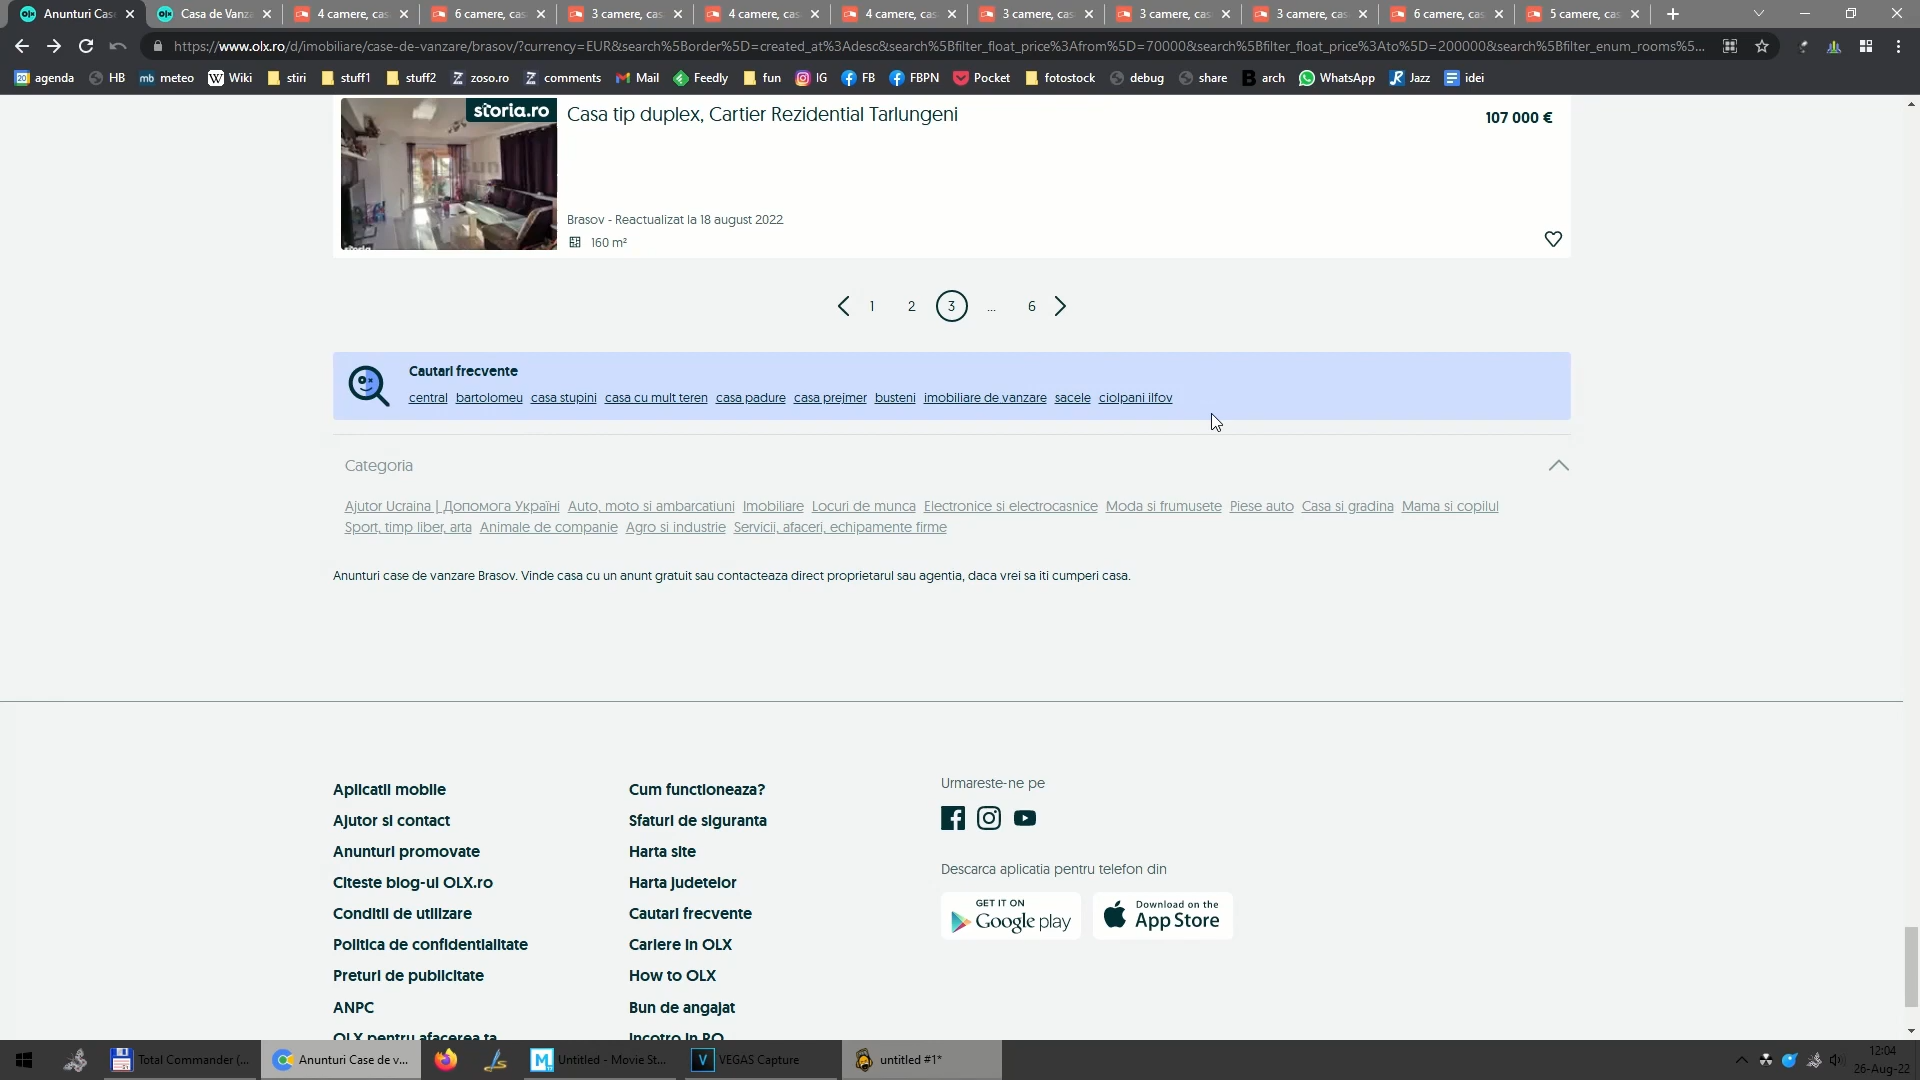 Anunturi Cas
Casa de Vanz
4 camere, cas
6 camere, cas
3 camere, cas
4 camere, cas
4 camere, cas
3 camere, cas
3 camere, cas
3 camere, cas
6 camere, cas
5 camere, cas
https://www.olx.ro/d/imobiliare/case-de-vanzare/brasov/?currency=EUR&search%5Border%5D=created_at%3Adesc&search%5Bfilter_float_price%3Afrom%5D=70000&search%5Bfilter_float_price%3Ato%5D=200000&search%5Bfilter_enum_rooms%5...
agenda HB mb meteo Wiki stiri stuff1 stuff2 zoso.ro comments Mail Feedly fun IG FB FBPN Pocket fotostock debug share arch WhatsApp Jazz idei
storia.ro
Casa tip duplex, Cartier Rezidential Tarlungeni
107 000 €
Brasov - Reactualizat la 18 august 2022
160 m²
1 2 3 ... 6
Cautari frecvente
central bartolomeu casa stupini casa cu mult teren casa padure casa prejmer busteni imobiliare de vanzare sacele ciolpani ilfov
Categoria
Ajutor Ucraina | Допомога Україні Auto, moto si ambarcatiuni Imobiliare Locuri de munca Electronice si electrocasnice Moda si frumusete Piese auto Casa si gradina Mama si copilul
Sport, timp liber, arta Animale de companie Agro si industrie Servicii, afaceri, echipamente firme
Anunturi case de vanzare Brasov. Vinde casa cu un anunt gratuit sau contacteaza direct proprietarul sau agentia, daca vrei sa iti cumperi casa.
Aplicatii mobile
Ajutor si contact
Anunturi promovate
Citeste blog-ul OLX.ro
Conditii de utilizare
Politica de confidentialitate
Preturi de publicitate
ANPC
OLX pentru afacerea ta
Cum functioneaza?
Sfaturi de siguranta
Harta site
Harta judetelor
Cautari frecvente
Cariere in OLX
How to OLX
Bun de angajat
Incotro in RO
Urmareste-ne pe
Descarca aplicatia pentru telefon din
GET IT ON
Google play
Download on the
App Store
Total Commander (...
Anunturi Case de v...
Untitled - Movie St...
VEGAS Capture
untitled #1*
12:04
26-Aug-22